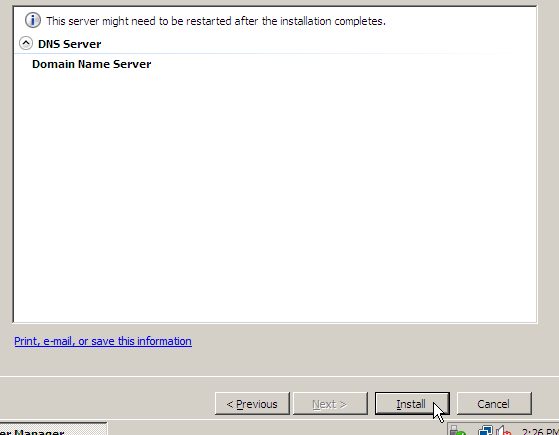 This server might need to be restarted after the installation completes.
DNS Server
Domain Name Server
Print, e-mail, or save this information
< Previous
Next >
Install
Cancel
er Manager
2:26 PM